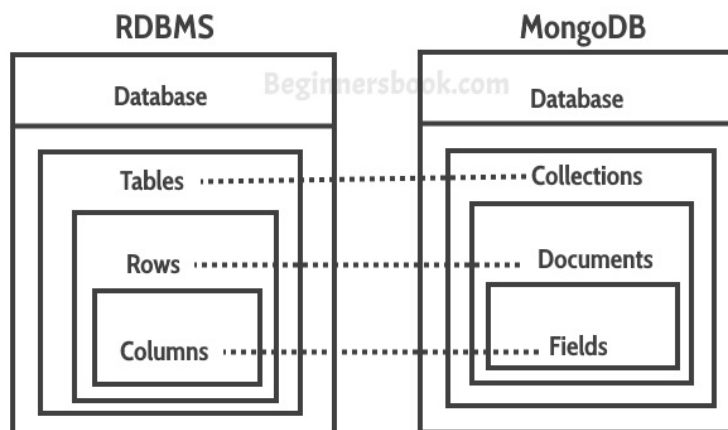 RDBMS MongoDB
Beginnersbook.com
Database Database
Tables Collections
Rows Documents
Columns Fields